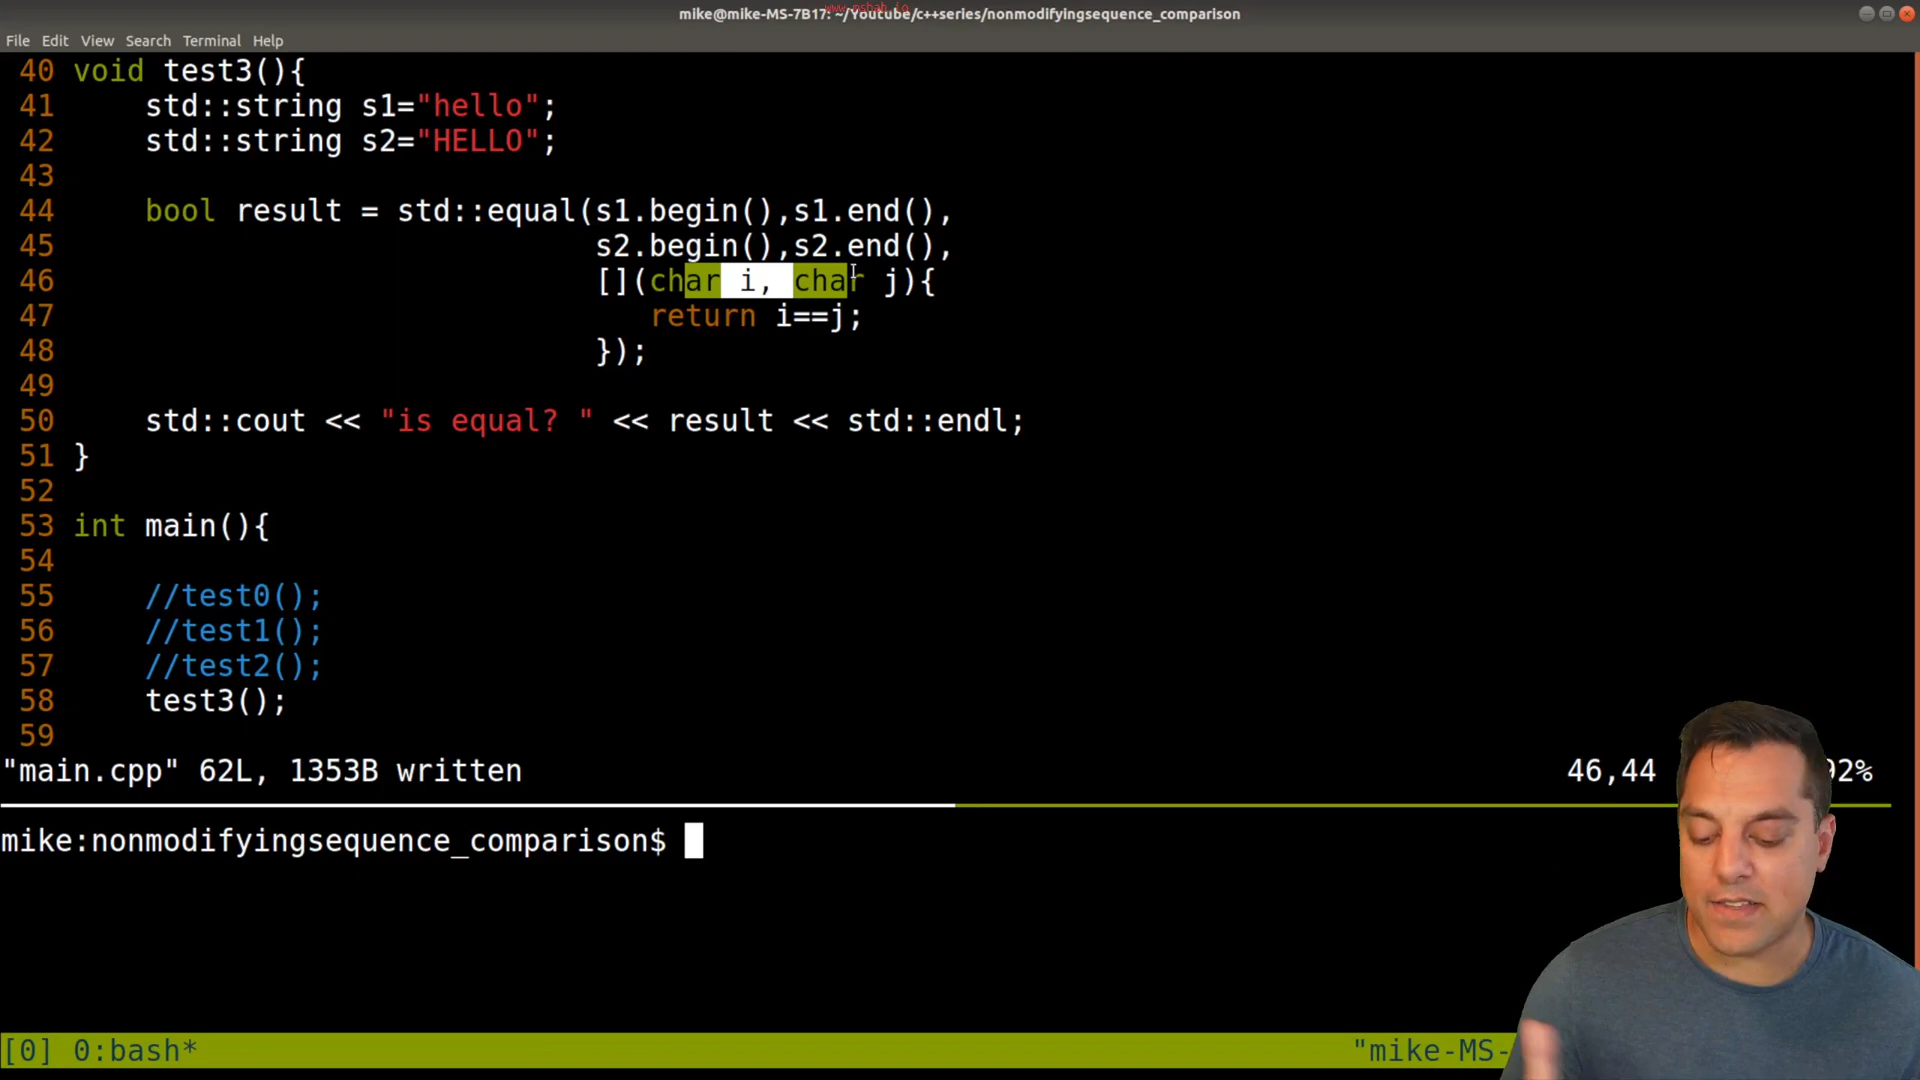 www.mshah.io
mike@mike-MS-7B17: ~/Youtube/c++series/nonmodifyingsequence_comparison
File Edit View Search Terminal Help
40 void test3(){
41 std::string s1="hello";
42 std::string s2="HELLO";
43
44 bool result = std::equal(s1.begin(),s1.end(),
45 s2.begin(),s2.end(),
46 [](char i, char j){
47 return i==j;
48 });
49
50 std::cout << "is equal? " << result << std::endl;
51 }
52
53 int main(){
54
55 //test0();
56 //test1();
57 //test2();
58 test3();
59
"main.cpp" 62L, 1353B written 46,44 92%
mike:nonmodifyingsequence_comparison$
[0] 0:bash* "mike-MS-